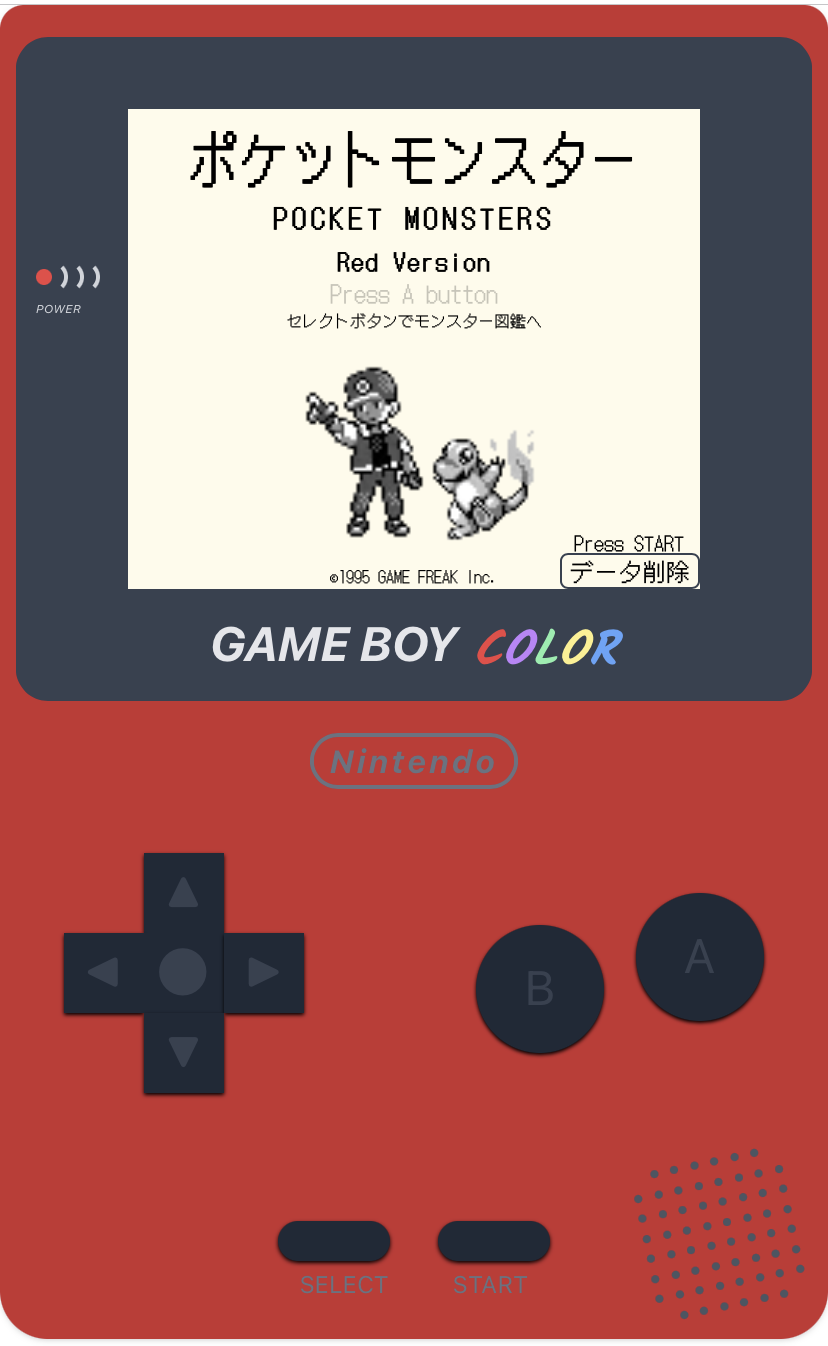 ポケットモンスター
POCKET MONSTERS
Red Version
Press A button
セレクトボタンでモンスター図鑑へ
POWER
Press START
データ削除
©1995 GAME FREAK Inc.
GAME BOY COLOR
Nintendo
B
A
SELECT
START